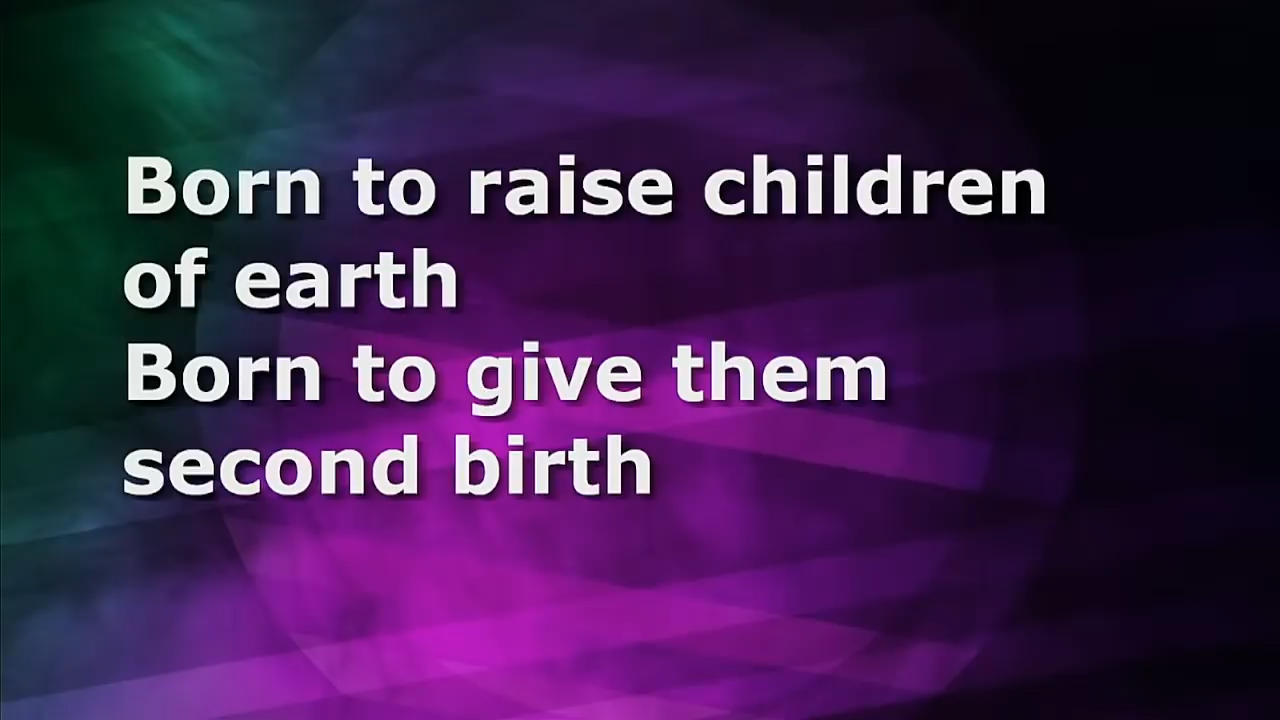 Born to raise children
of earth
Born to give them
second birth